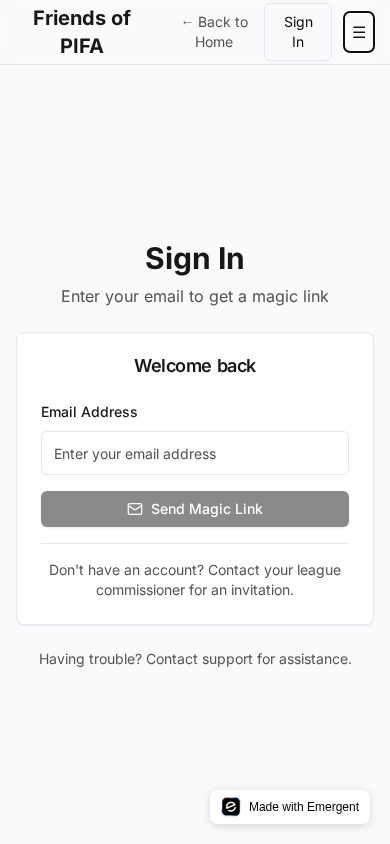 Friends of
PIFA
← Back to
Home
Sign
In
☰
Sign In
Enter your email to get a magic link
Welcome back
Email Address
Enter your email address
Send Magic Link
Don't have an account? Contact your league
commissioner for an invitation.
Having trouble? Contact support for assistance.
Made with Emergent